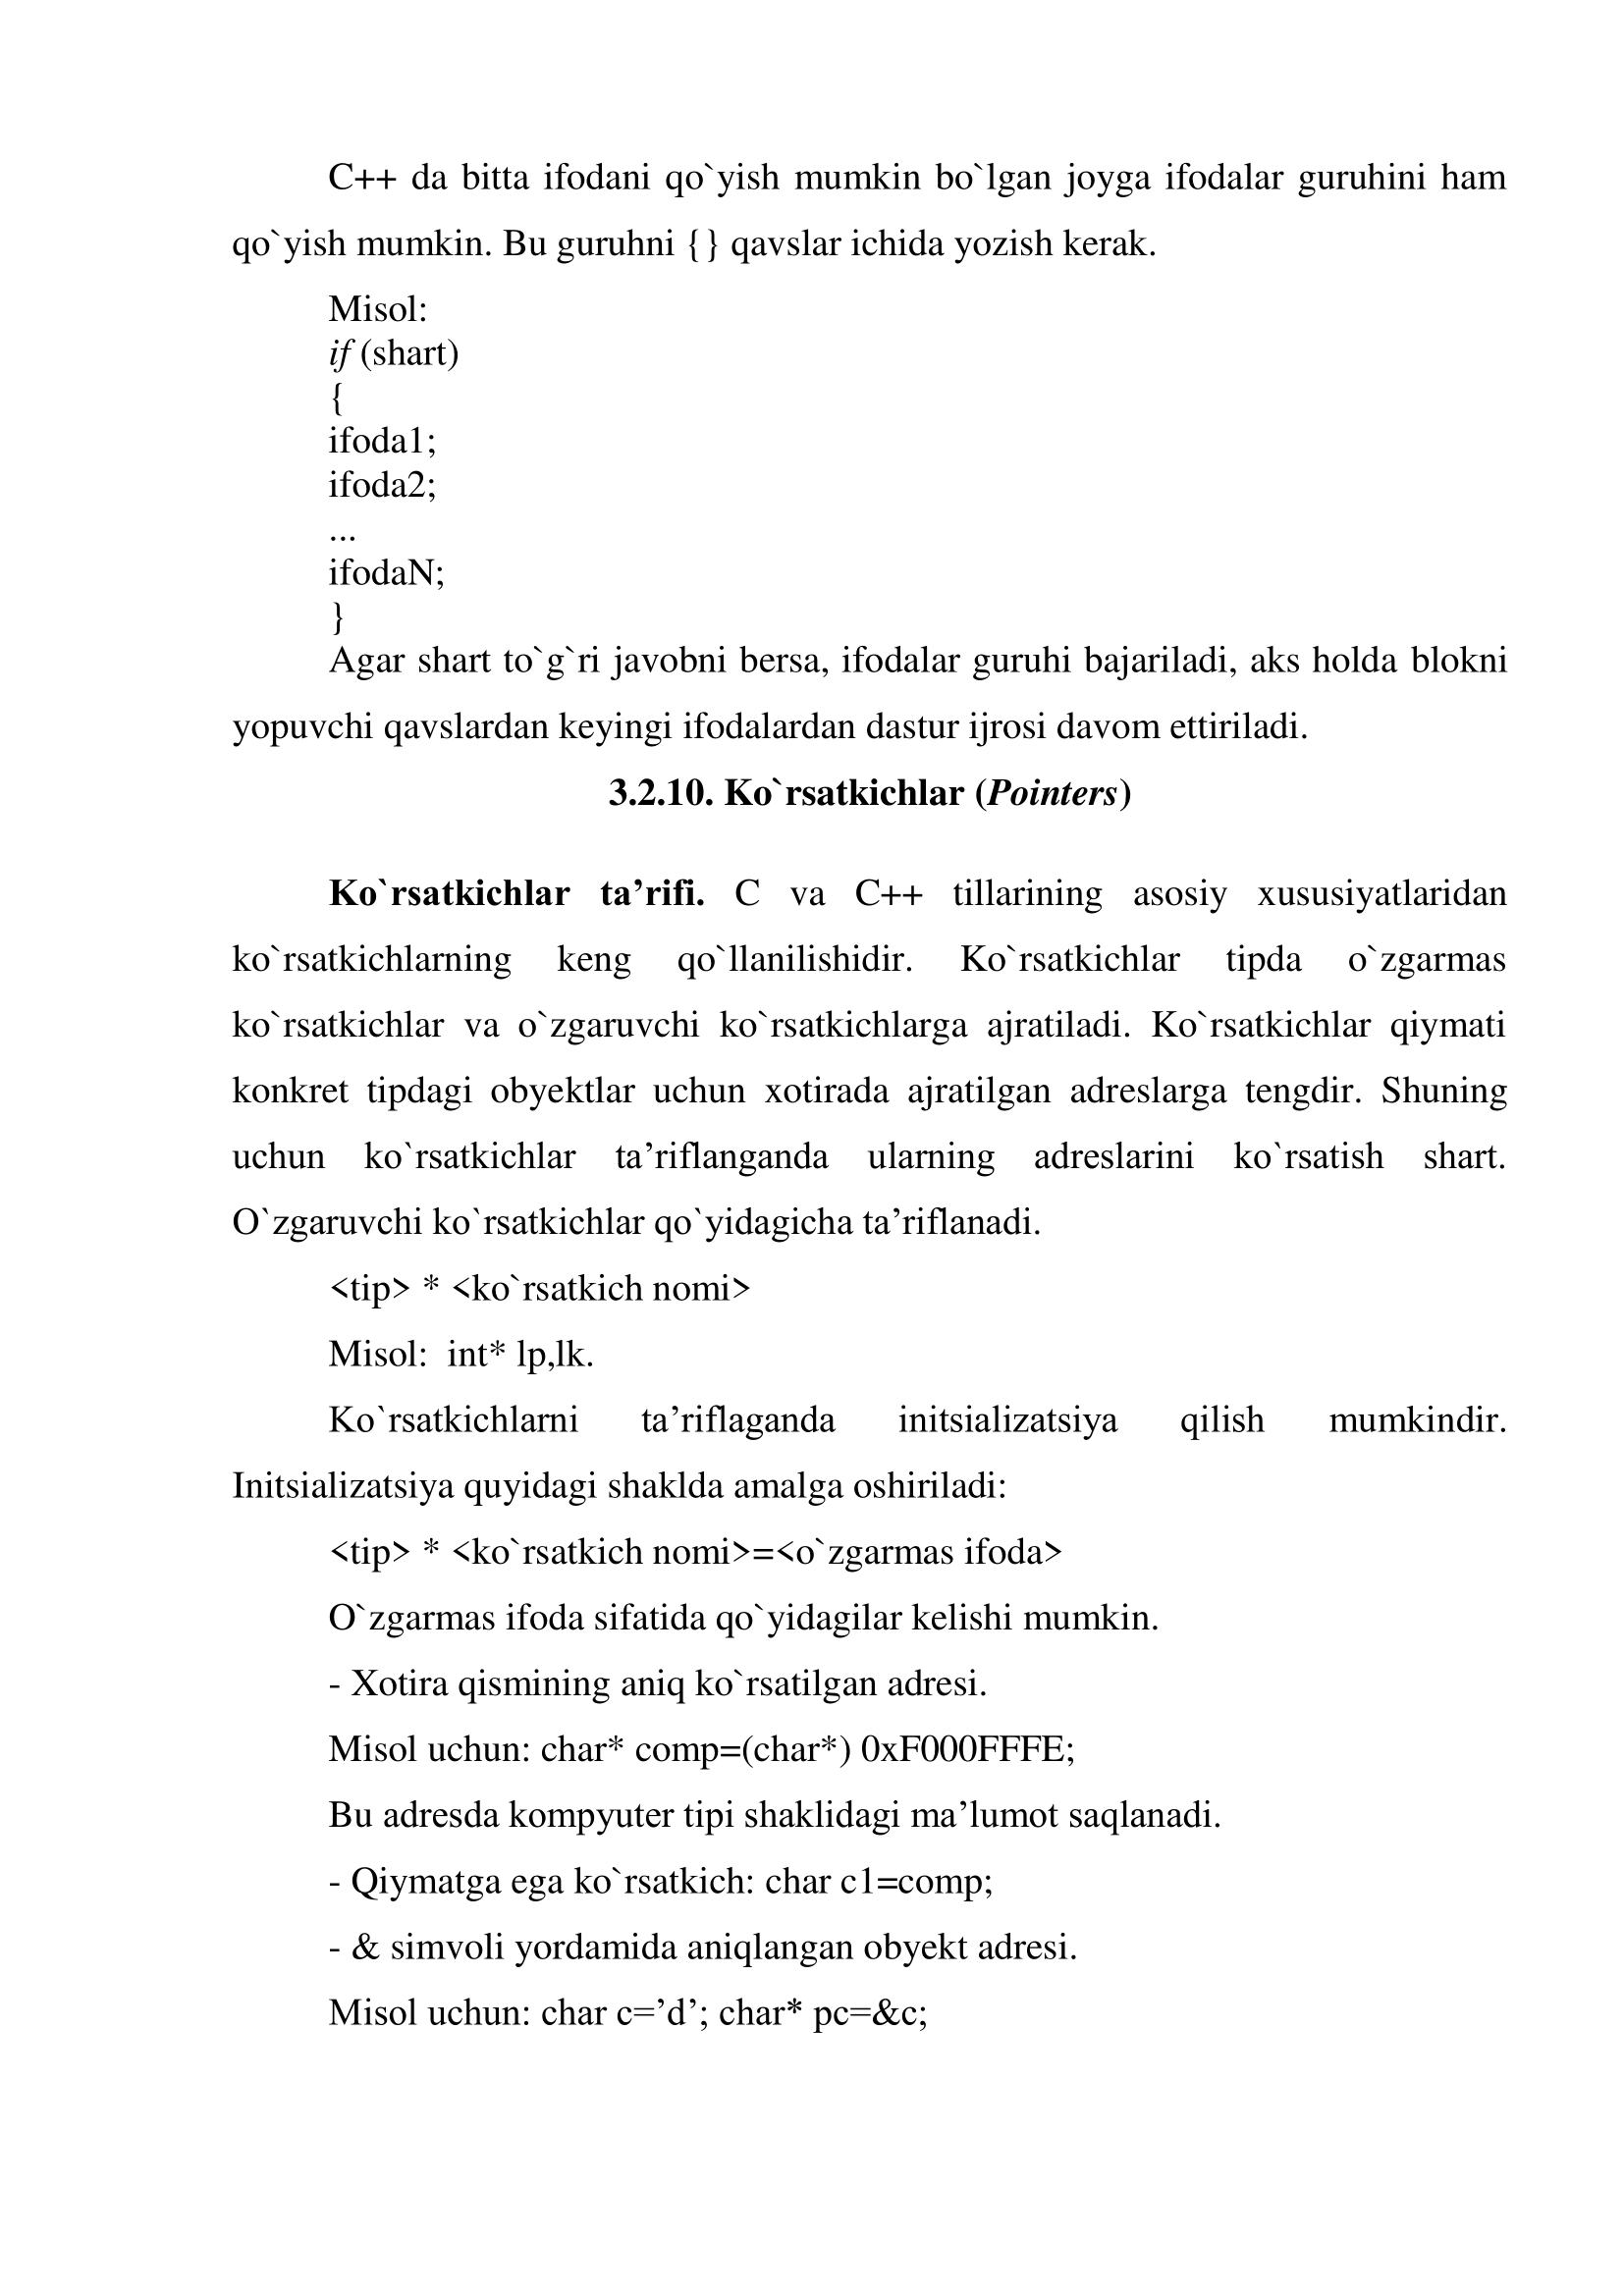 C++ da bitta ifodani qo`yish mumkin bo`lgan joyga ifodalar guruhini ham
qo`yish mumkin. Bu guruhni {} qavslar ichida yozish kerak.
Misol:
if (shart)
{
ifoda1;
ifoda2;
...
ifodaN;
}
Agar shart to`g`ri javobni bersa, ifodalar guruhi bajariladi, aks holda blokni
yopuvchi qavslardan keyingi ifodalardan dastur ijrosi davom ettiriladi.
3.2.10. Ko`rsatkichlar (Pointers)
Ko`rsatkichlar ta’rifi. C va C++ tillarining asosiy xususiyatlaridan
ko`rsatkichlarning keng qo`llanilishidir. Ko`rsatkichlar tipda o`zgarmas
ko`rsatkichlar va o`zgaruvchi ko`rsatkichlarga ajratiladi. Ko`rsatkichlar qiymati
konkret tipdagi obyektlar uchun xotirada ajratilgan adreslarga tengdir. Shuning
uchun ko`rsatkichlar ta’riflanganda ularning adreslarini ko`rsatish shart.
O`zgaruvchi ko`rsatkichlar qo`yidagicha ta’riflanadi.
<tip> * <ko`rsatkich nomi>
Misol:  int* lp,lk.
Ko`rsatkichlarni ta’riflaganda initsializatsiya qilish mumkindir.
Initsializatsiya quyidagi shaklda amalga oshiriladi:
<tip> * <ko`rsatkich nomi>=<o`zgarmas ifoda>
O`zgarmas ifoda sifatida qo`yidagilar kelishi mumkin.
- Xotira qismining aniq ko`rsatilgan adresi.
Misol uchun: char* comp=(char*) 0xF000FFFE;
Bu adresda kompyuter tipi shaklidagi ma’lumot saqlanadi.
- Qiymatga ega ko`rsatkich: char c1=comp;
- & simvoli yordamida aniqlangan obyekt adresi.
Misol uchun: char c=’d’; char* pc=&c;